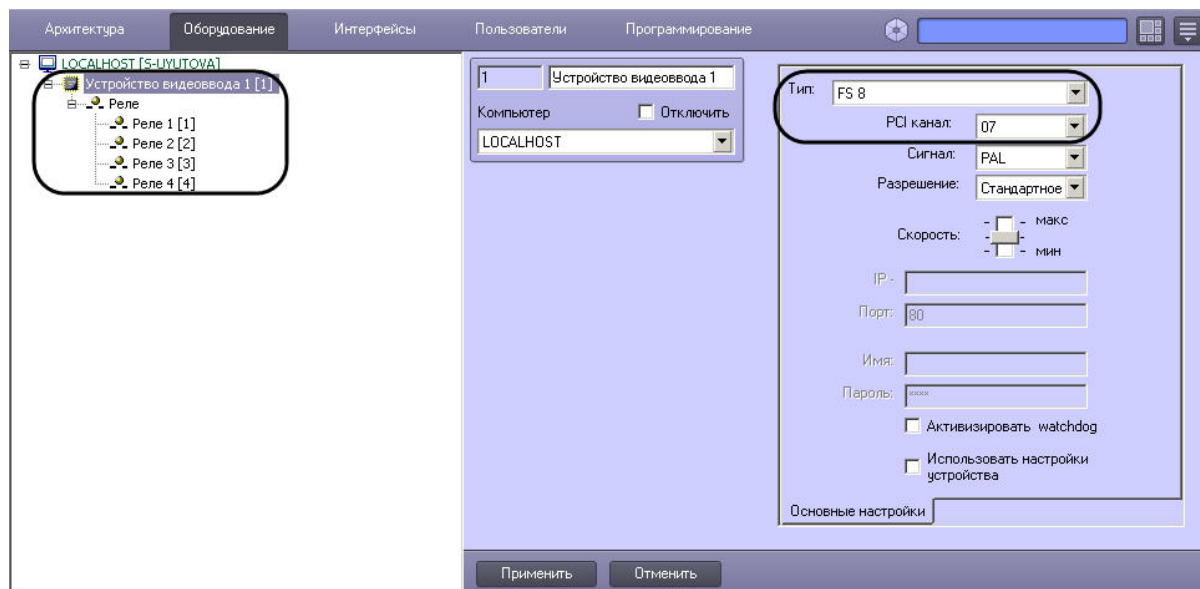 Архитектура Оборудование Интерфейсы Пользователи Программирование
LOCALHOST [S-UYUTOVA]
Устройство видеоввода 1 [1]
Реле
Реле 1 [1]
Реле 2 [2]
Реле 3 [3]
Реле 4 [4]
1 Устройство видеоввода 1
Компьютер Отключить
LOCALHOST
Тип: FS 8
PCI канал: 07
Сигнал: PAL
Разрешение: Стандартное
Скорость: макс
мин
IP -
Порт: 80
Имя:
Пароль: ****
Активизировать watchdog
Использовать настройки
устройства
Основные настройки
Применить Отменить